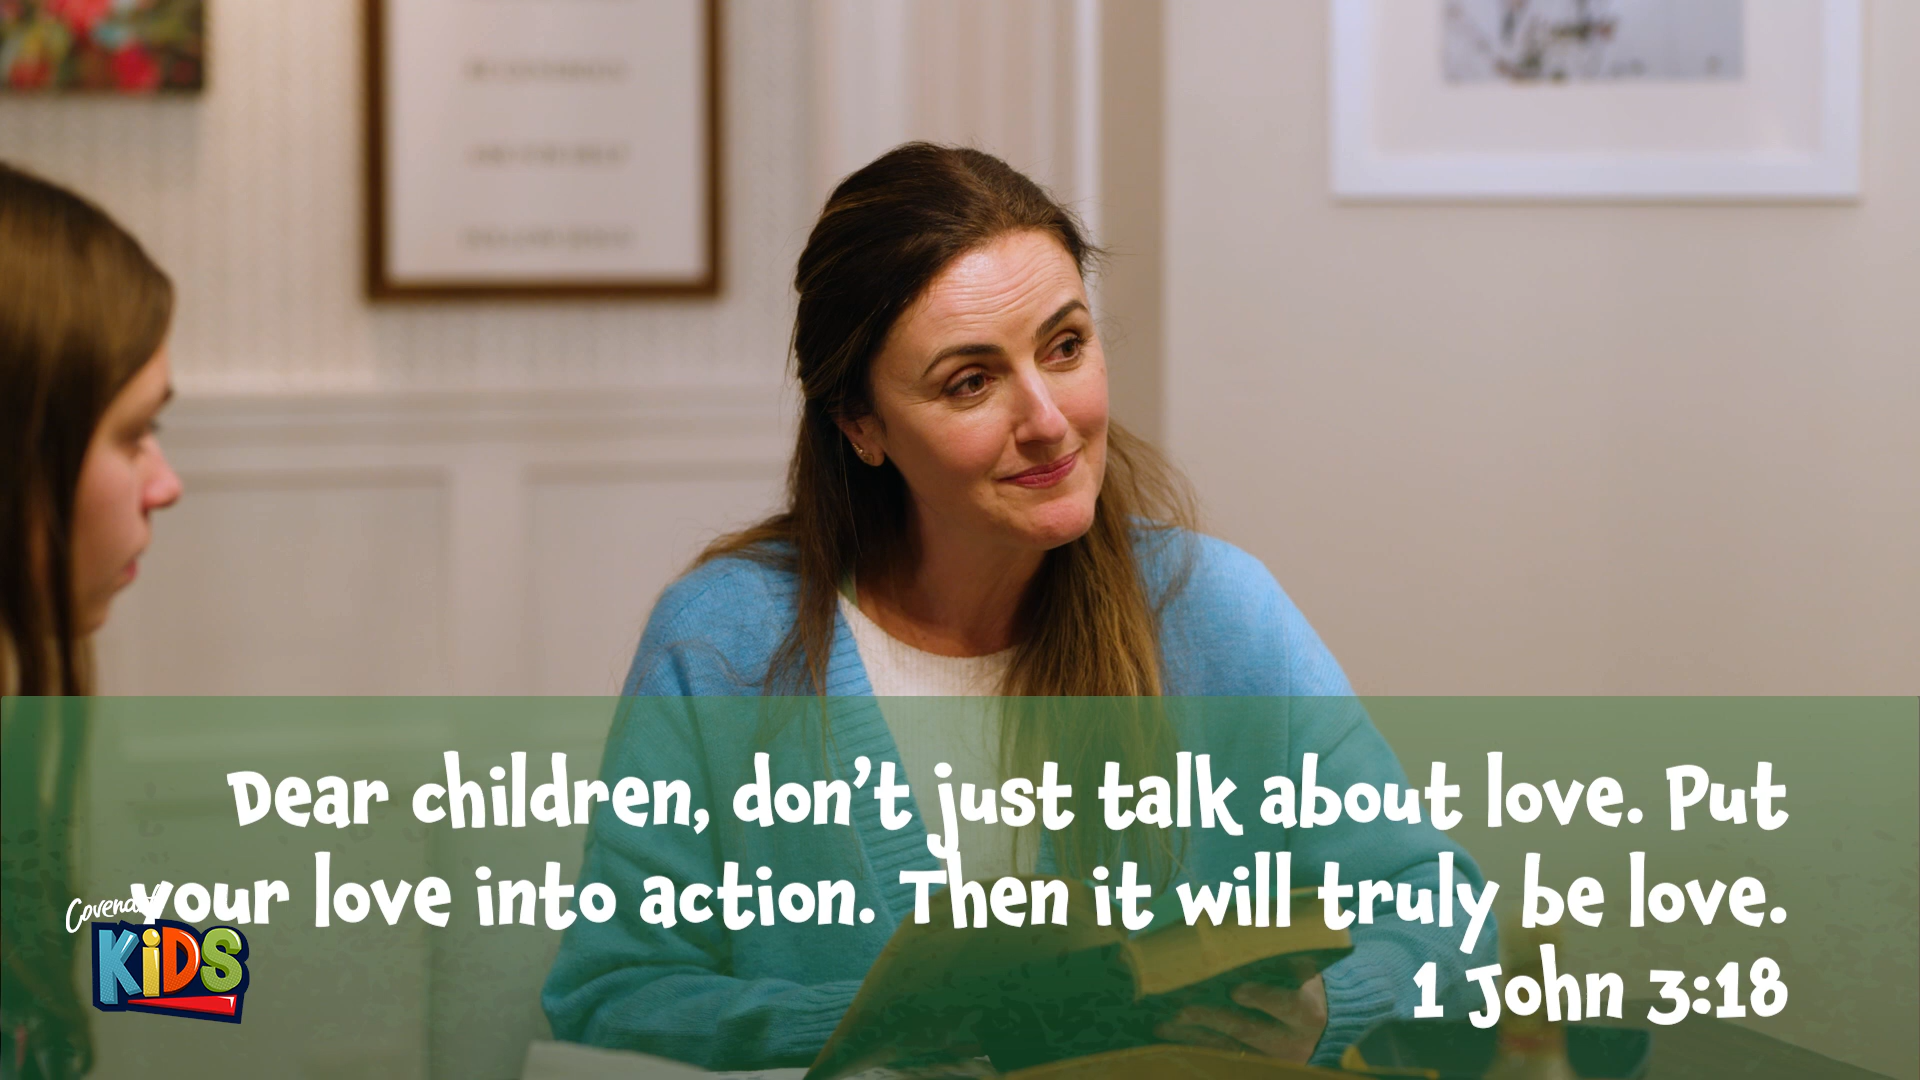 Dear children, don't just talk about love. Put
your love into action. Then it will truly be love.
1 John 3:18
KiDS